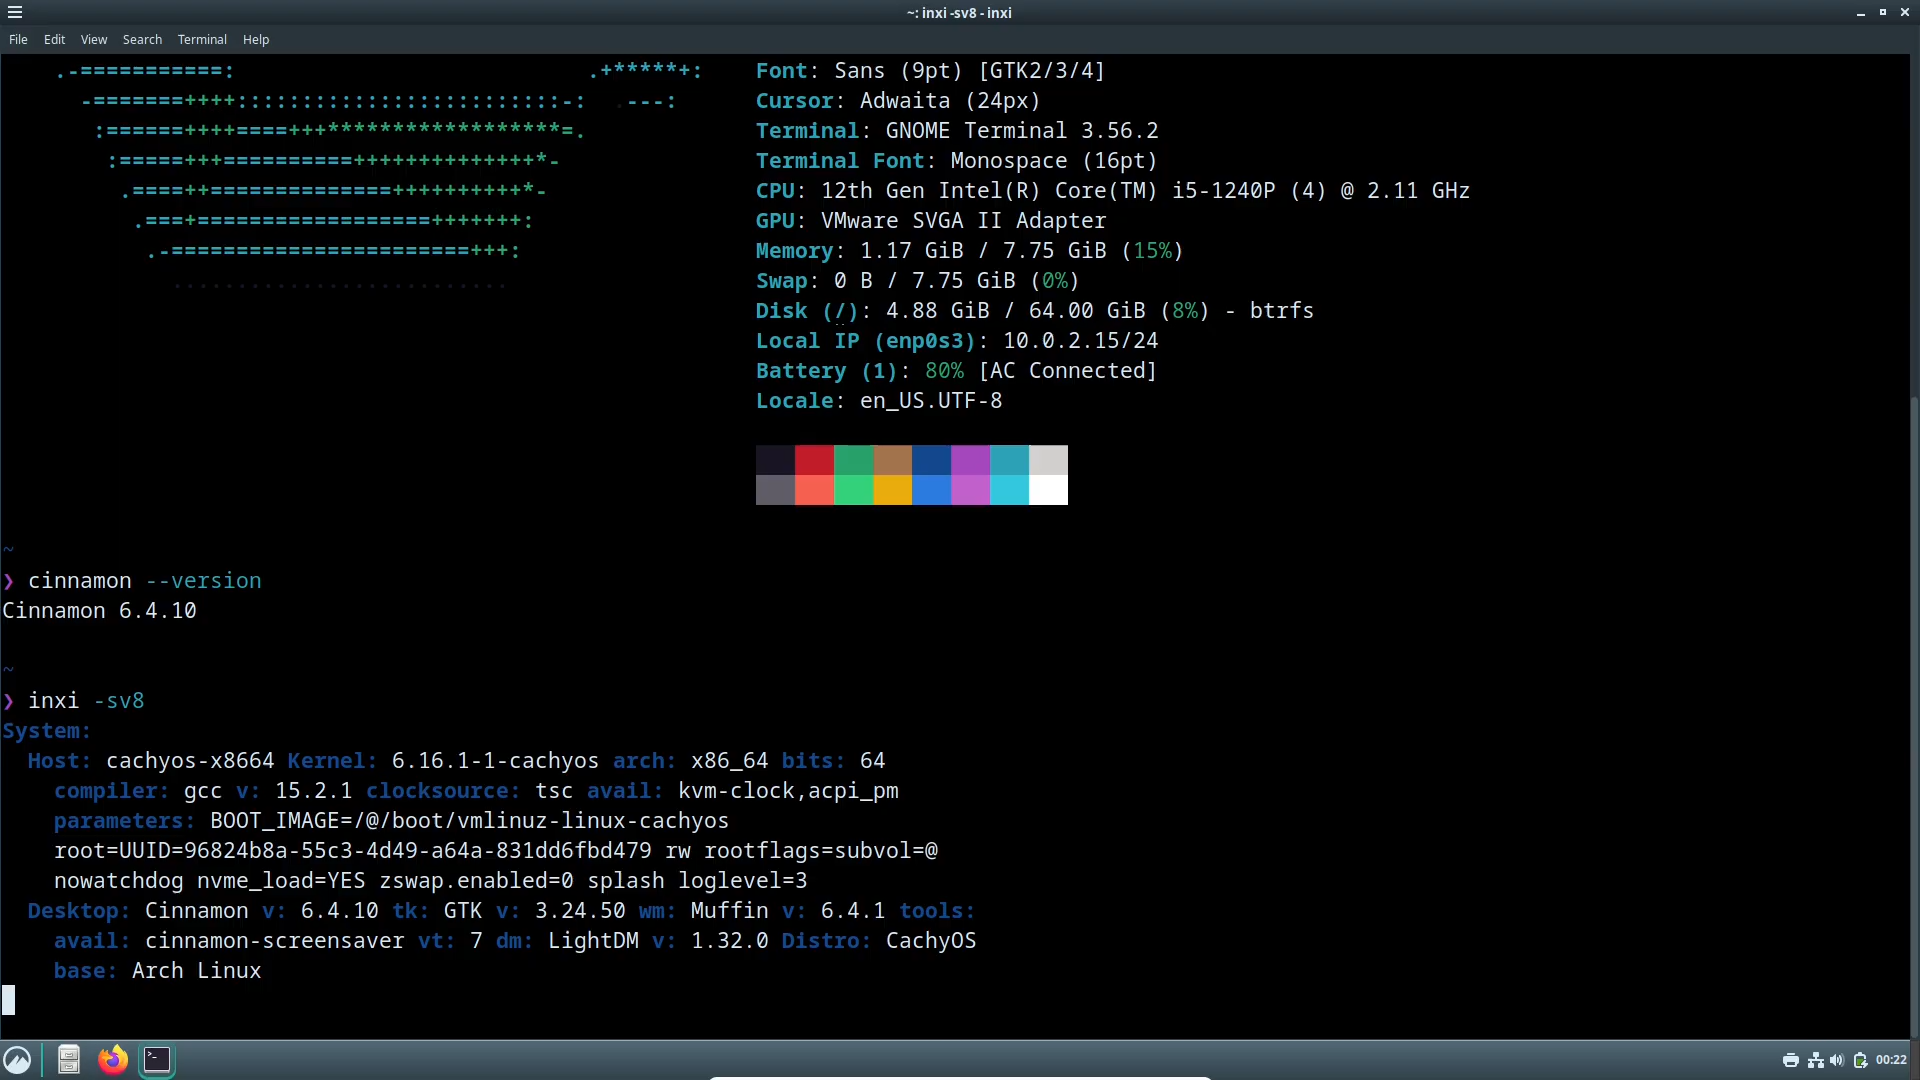 ~: inxi -sv8 - inxi
File Edit View Search Terminal Help
.-===========:                           .+*****+:    Font: Sans (9pt) [GTK2/3/4]
-=======++++:::::::::::::::::::::::::-:  .---:    Cursor: Adwaita (24px)
:======++++====+++******************=.    Terminal: GNOME Terminal 3.56.2
:=====+++==========++++++++++++++*-    Terminal Font: Monospace (16pt)
.====++==============++++++++++*-    CPU: 12th Gen Intel(R) Core(TM) i5-1240P (4) @ 2.11 GHz
.===+==================+++++++:    GPU: VMware SVGA II Adapter
.-=======================+++:    Memory: 1.17 GiB / 7.75 GiB (15%)
..........................    Swap: 0 B / 7.75 GiB (0%)
Disk (/): 4.88 GiB / 64.00 GiB (8%) - btrfs
Local IP (enp0s3): 10.0.2.15/24
Battery (1): 80% [AC Connected]
Locale: en_US.UTF-8
~
❯ cinnamon --version
Cinnamon 6.4.10
~
❯ inxi -sv8
System:
Host: cachyos-x8664 Kernel: 6.16.1-1-cachyos arch: x86_64 bits: 64
compiler: gcc v: 15.2.1 clocksource: tsc avail: kvm-clock,acpi_pm
parameters: BOOT_IMAGE=/@/boot/vmlinuz-linux-cachyos
root=UUID=96824b8a-55c3-4d49-a64a-831dd6fbd479 rw rootflags=subvol=@
nowatchdog nvme_load=YES zswap.enabled=0 splash loglevel=3
Desktop: Cinnamon v: 6.4.10 tk: GTK v: 3.24.50 wm: Muffin v: 6.4.1 tools:
avail: cinnamon-screensaver vt: 7 dm: LightDM v: 1.32.0 Distro: CachyOS
base: Arch Linux
00:22